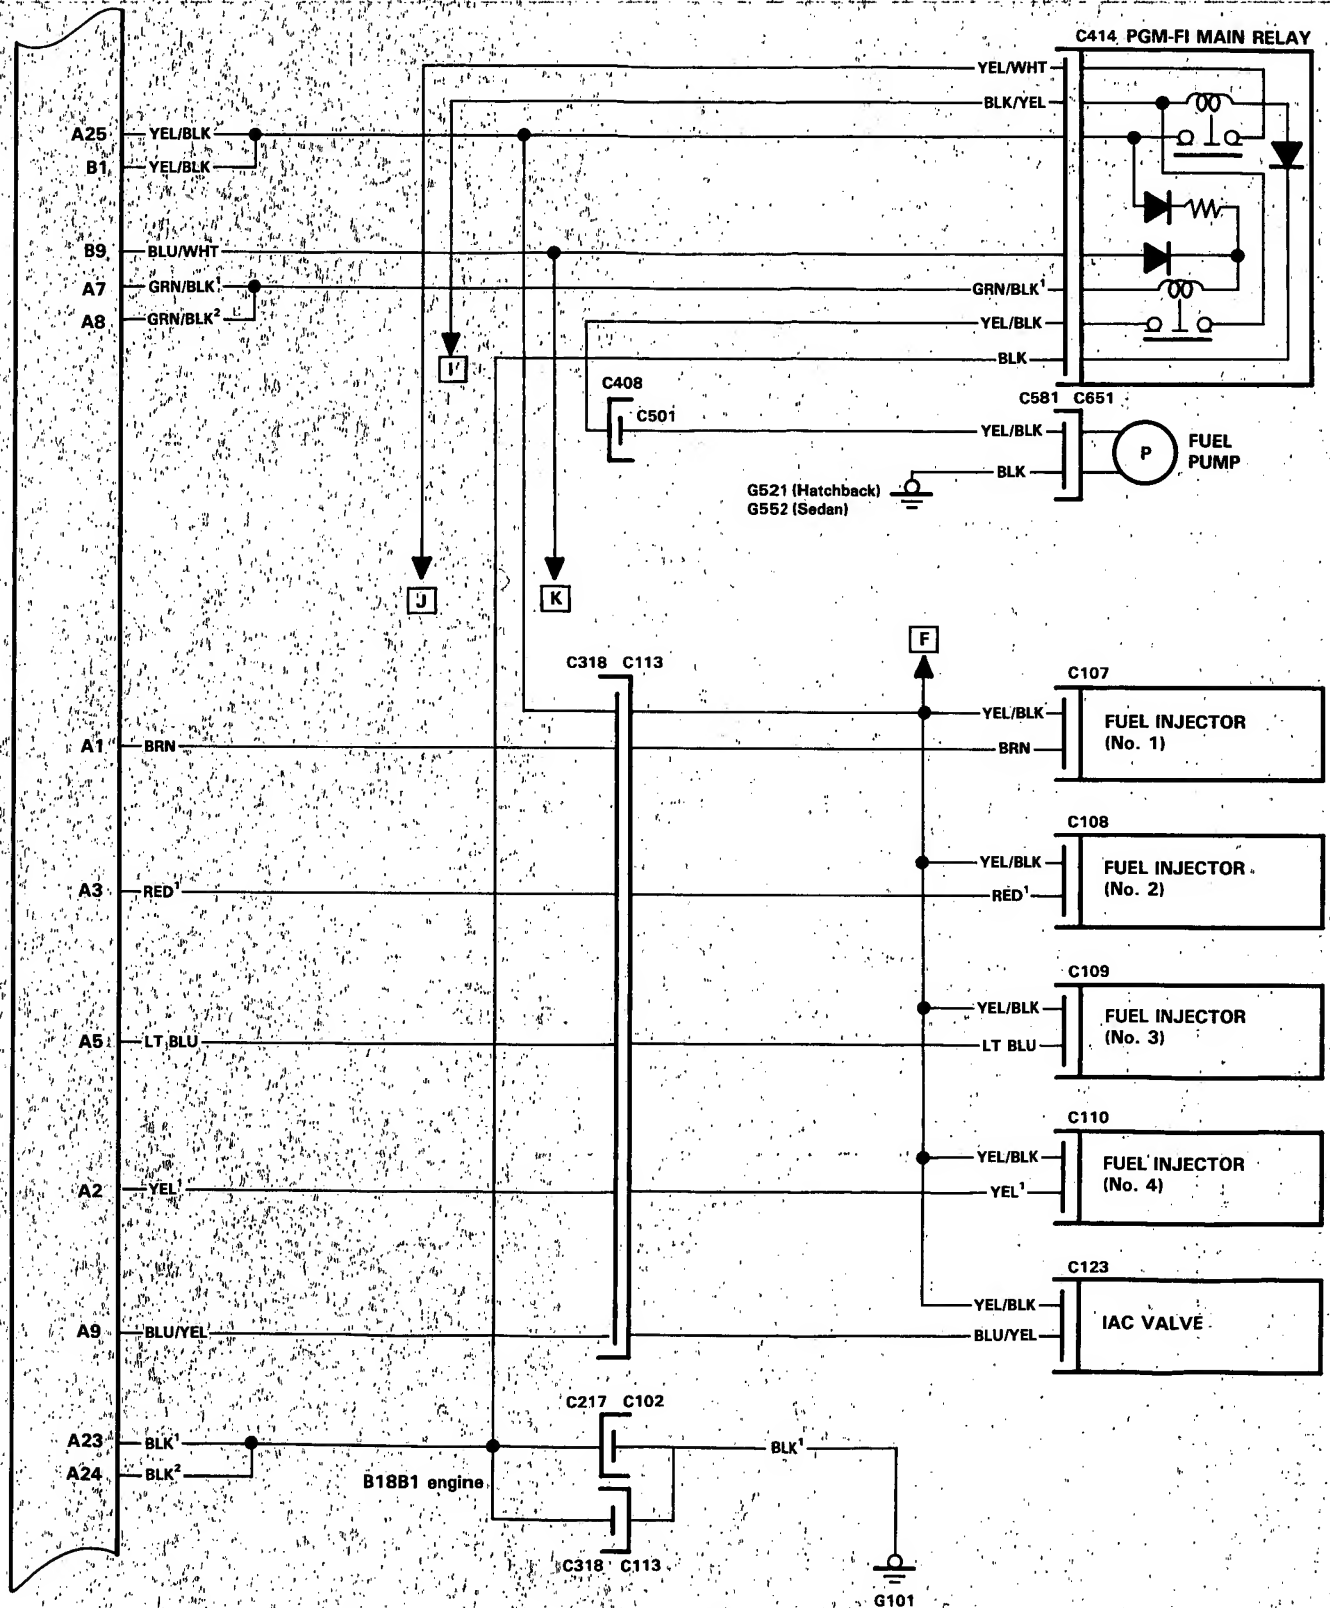 C414 PGM-FI MAIN RELAY
YEL/WHT
BLK/YEL
A25 YEL/BLK
B1 YEL/BLK
B9 BLU/WHT
A7 GRN/BLK¹ GRN/BLK¹
A8 GRN/BLK²
YEL/BLK
BLK
I
C408
C501
C581 C651
YEL/BLK
BLK
P
FUEL
PUMP
G521 (Hatchback)
G552 (Sedan)
J
K
F
C318 C113
C107
YEL/BLK
FUEL INJECTOR
(No. 1)
A1 BRN BRN
C108
YEL/BLK
FUEL INJECTOR
(No. 2)
A3 RED¹ RED¹
C109
YEL/BLK
FUEL INJECTOR
(No. 3)
A5 LT BLU LT BLU
C110
YEL/BLK
FUEL INJECTOR
(No. 4)
A2 YEL¹ YEL¹
C123
YEL/BLK
IAC VALVE
A9 BLU/YEL BLU/YEL
C217 C102
A23 BLK¹ BLK¹
A24 BLK²
B18B1 engine
C318 C113
G101